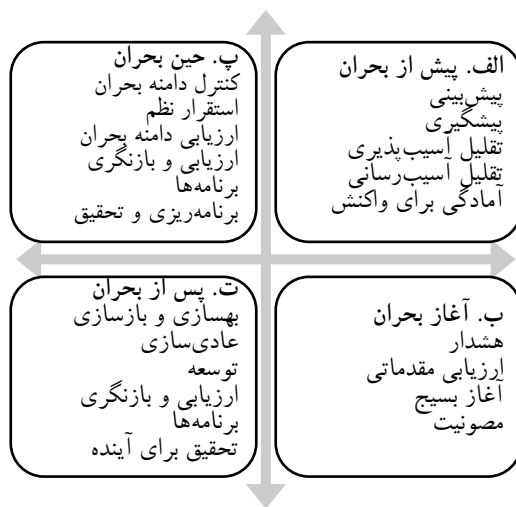 الف. پیش از بحران
پیش‌بینی
پیشگیری
تقلیل آسیب‌پذیری
تقلیل آسیب‌رسانی
آمادگی برای واکنش
ب. آغاز بحران
هشدار
ارزیابی مقدماتی
آغاز بسیج
مصونیت
پ. حین بحران
کنترل دامنه بحران
استقرار نظم
ارزیابی دامنه بحران
ارزیابی و بازنگری
برنامه‌ها
برنامه‌ریزی و تحقیق
ت. پس از بحران
بهسازی و بازسازی
عادی‌سازی
توسعه
ارزیابی و بازنگری
برنامه‌ها
تحقیق برای آینده